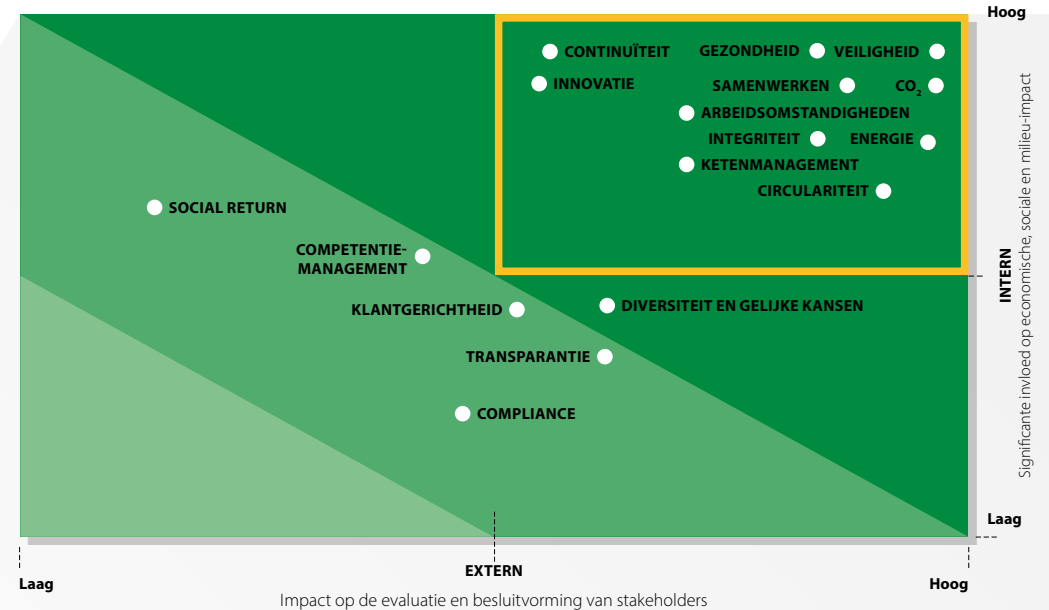 Hoog
CONTINUÏTEIT
GEZONDHEID
VEILIGHEID
INNOVATIE
SAMENWERKEN
CO₂
ARBEIDSOMSTANDIGHEDEN
INTEGRITEIT
ENERGIE
KETENMANAGEMENT
CIRCULARITEIT
SOCIAL RETURN
COMPETENTIE-
MANAGEMENT
KLANTGERICHTHEID
DIVERSITEIT EN GELIJKE KANSEN
TRANSPARANTIE
COMPLIANCE
INTERN
Significante invloed op economische, sociale en milieu-impact
Laag
Laag
EXTERN
Hoog
Impact op de evaluatie en besluitvorming van stakeholders